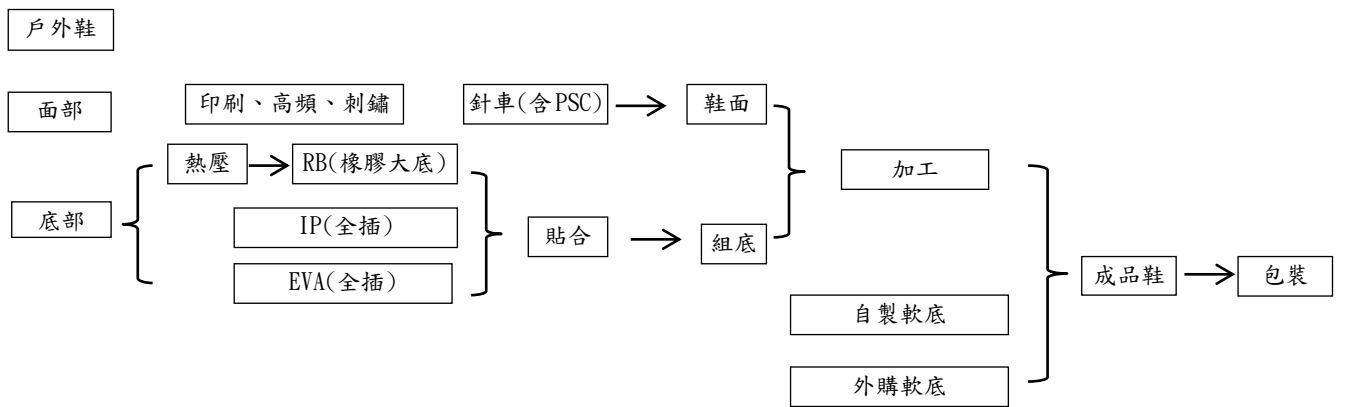 戶外鞋
面部
印刷、高頻、刺繡
針車(含PSC)
鞋面
熱壓
RB(橡膠大底)
加工
底部
IP(全插)
貼合
組底
EVA(全插)
成品鞋
包裝
自製軟底
外購軟底